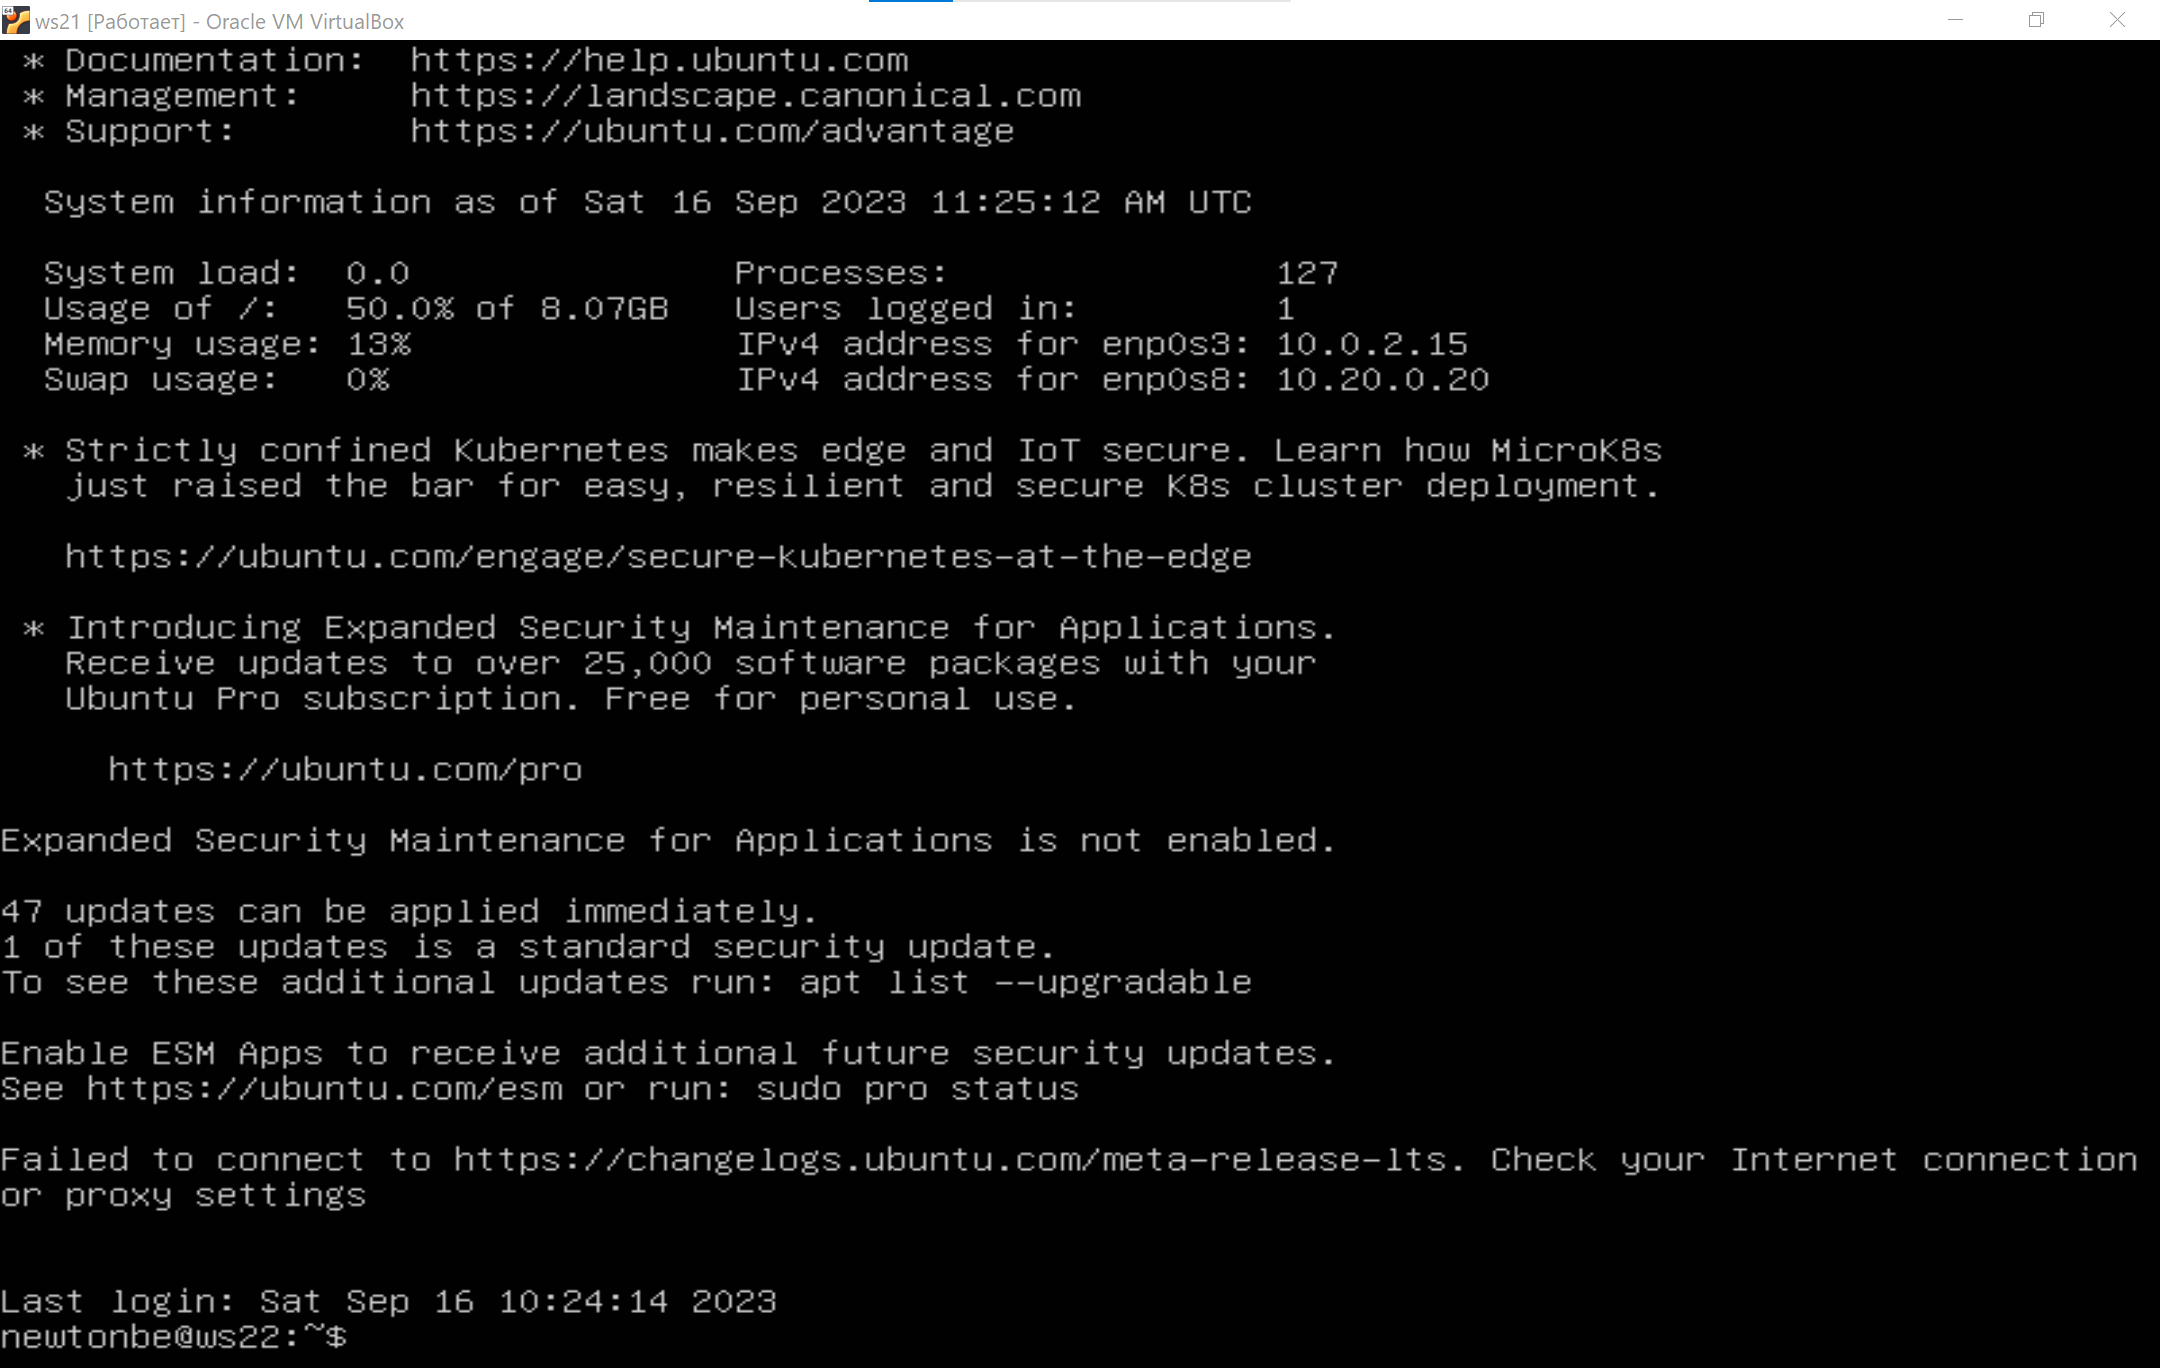 ws21 [Работает] - Oracle VM VirtualBox
* Documentation:  https://help.ubuntu.com
* Management:     https://landscape.canonical.com
* Support:        https://ubuntu.com/advantage
System information as of Sat 16 Sep 2023 11:25:12 AM UTC
System load:  0.0               Processes:               127
Usage of /:   50.0% of 8.07GB   Users logged in:         1
Memory usage: 13%               IPv4 address for enp0s3: 10.0.2.15
Swap usage:   0%                IPv4 address for enp0s8: 10.20.0.20
* Strictly confined Kubernetes makes edge and IoT secure. Learn how MicroK8s
just raised the bar for easy, resilient and secure K8s cluster deployment.
https://ubuntu.com/engage/secure-kubernetes-at-the-edge
* Introducing Expanded Security Maintenance for Applications.
Receive updates to over 25,000 software packages with your
Ubuntu Pro subscription. Free for personal use.
https://ubuntu.com/pro
Expanded Security Maintenance for Applications is not enabled.
47 updates can be applied immediately.
1 of these updates is a standard security update.
To see these additional updates run: apt list --upgradable
Enable ESM Apps to receive additional future security updates.
See https://ubuntu.com/esm or run: sudo pro status
Failed to connect to https://changelogs.ubuntu.com/meta-release-lts. Check your Internet connection
or proxy settings
Last login: Sat Sep 16 10:24:14 2023
newtonbe@ws22:~$